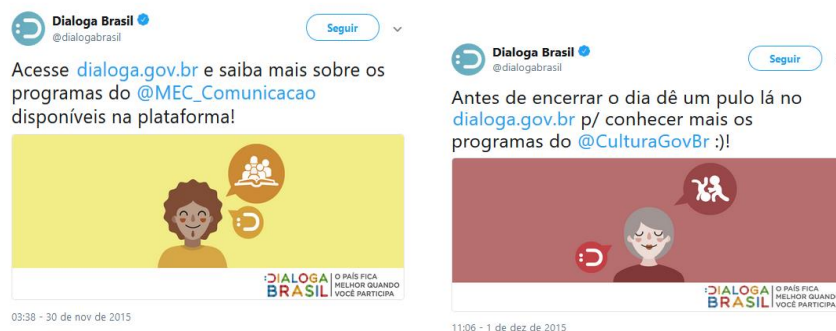 Dialoga Brasil
@dialogabrasil
Seguir
Acesse dialoga.gov.br e saiba mais sobre os
programas do @MEC_Comunicacao
disponíveis na plataforma!
:DIALOGA
BRASIL
O PAÍS FICA
MELHOR QUANDO
VOCÊ PARTICIPA
03:38 - 30 de nov de 2015
Dialoga Brasil
@dialogabrasil
Seguir
Antes de encerrar o dia dê um pulo lá no
dialoga.gov.br p/ conhecer mais os
programas do @CulturaGovBr :)!
:DIALOGA
BRASIL
O PAÍS FICA
MELHOR QUANDO
VOCÊ PARTICIPA
11:06 - 1 de dez de 2015